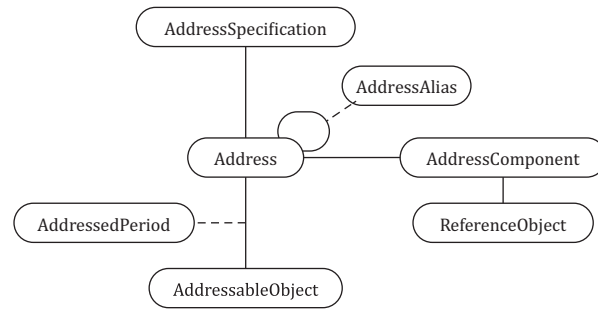 AddressSpecification
AddressAlias
Address
AddressComponent
AddressedPeriod
ReferenceObject
AddressableObject